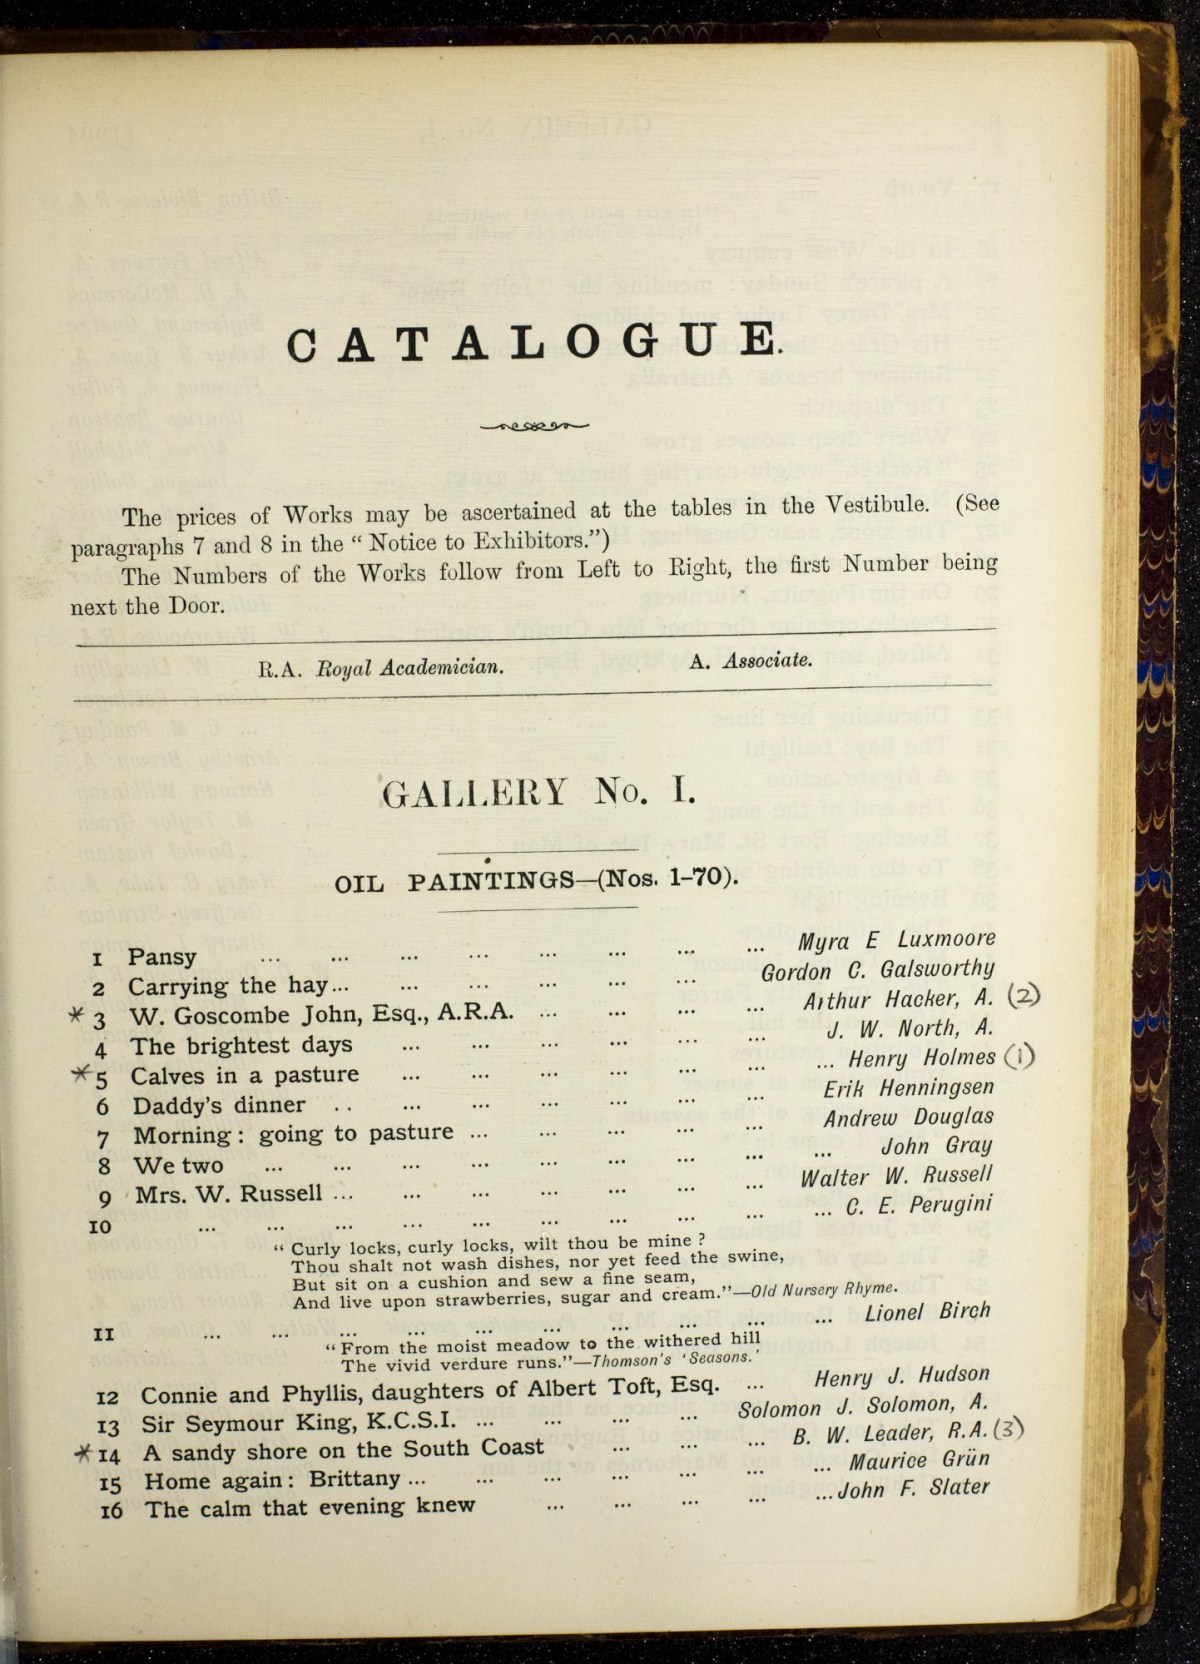 CATALOGUE.
The prices of Works may be ascertained at the tables in the Vestibule. (See
paragraphs 7 and 8 in the “ Notice to Exhibitors.”)
The Numbers of the Works follow from Left to Right, the first Number being
next the Door.
R.A. Royal Academician. A. Associate.
GALLERY No. I.
OIL PAINTINGS—(Nos. 1–70).
1 Pansy ... ... ... ... ... ... ... ... Myra E Luxmoore
2 Carrying the hay... ... ... ... ... ... Gordon C. Galsworthy
* 3 W. Goscombe John, Esq., A.R.A. ... ... ... ... Arthur Hacker, A. (2)
4 The brightest days ... ... ... ... ... ... J. W. North, A.
* 5 Calves in a pasture ... ... ... ... ... ... ... Henry Holmes (1)
6 Daddy's dinner .. ... ... ... ... ... ... Erik Henningsen
7 Morning: going to pasture ... ... ... ... ... Andrew Douglas
8 We two ... ... ... ... ... ... ... ... ... John Gray
9 Mrs. W. Russell ... ... ... ... ... ... ... Walter W. Russell
10 ... ... ... ... ... ... ... ... ... ... C. E. Perugini
“ Curly locks, curly locks, wilt thou be mine ?
Thou shalt not wash dishes, nor yet feed the swine,
But sit on a cushion and sew a fine seam,
And live upon strawberries, sugar and cream.”—Old Nursery Rhyme.
11 ... ... ... ... ... ... ... ... ... ... Lionel Birch
“ From the moist meadow to the withered hill
The vivid verdure runs.”—Thomson's ‘Seasons.’
12 Connie and Phyllis, daughters of Albert Toft, Esq. ... Henry J. Hudson
13 Sir Seymour King, K.C.S.I. ... ... ... ... Solomon J. Solomon, A.
* 14 A sandy shore on the South Coast ... ... ... B. W. Leader, R.A. (3)
15 Home again: Brittany ... ... ... ... ... ... ... Maurice Grün
16 The calm that evening knew ... ... ... ... ... John F. Slater